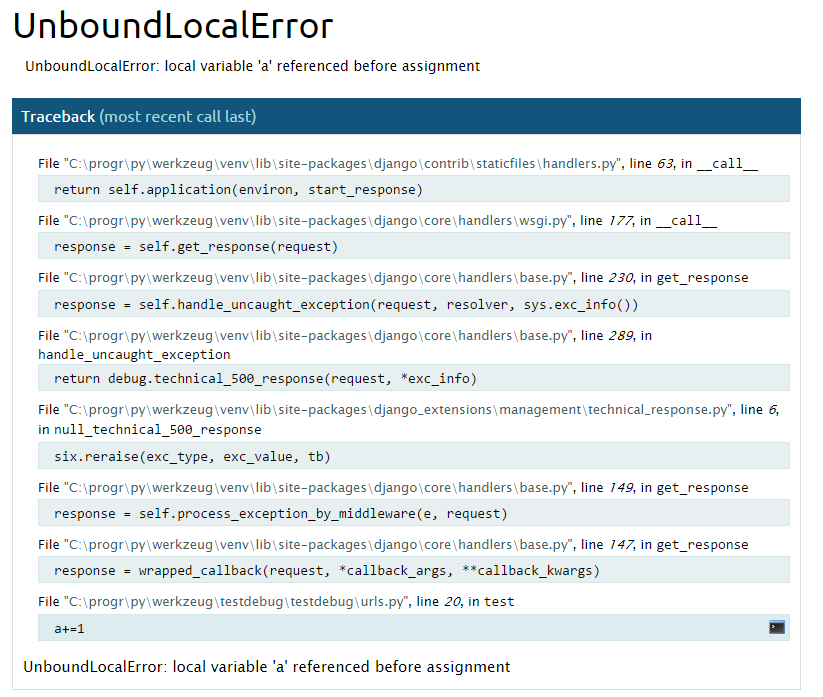 UnboundLocalError
UnboundLocalError: local variable 'a' referenced before assignment
Traceback (most recent call last)
File "C:\progr\py\werkzeug\venv\lib\site-packages\django\contrib\staticfiles\handlers.py", line 63, in __call__
return self.application(environ, start_response)
File "C:\progr\py\werkzeug\venv\lib\site-packages\django\core\handlers\wsgi.py", line 177, in __call__
response = self.get_response(request)
File "C:\progr\py\werkzeug\venv\lib\site-packages\django\core\handlers\base.py", line 230, in get_response
response = self.handle_uncaught_exception(request, resolver, sys.exc_info())
File "C:\progr\py\werkzeug\venv\lib\site-packages\django\core\handlers\base.py", line 289, in
handle_uncaught_exception
return debug.technical_500_response(request, *exc_info)
File "C:\progr\py\werkzeug\venv\lib\site-packages\django_extensions\management\technical_response.py", line 6,
in null_technical_500_response
six.reraise(exc_type, exc_value, tb)
File "C:\progr\py\werkzeug\venv\lib\site-packages\django\core\handlers\base.py", line 149, in get_response
response = self.process_exception_by_middleware(e, request)
File "C:\progr\py\werkzeug\venv\lib\site-packages\django\core\handlers\base.py", line 147, in get_response
response = wrapped_callback(request, *callback_args, **callback_kwargs)
File "C:\progr\py\werkzeug\testdebug\testdebug\urls.py", line 20, in test
a+=1
UnboundLocalError: local variable 'a' referenced before assignment